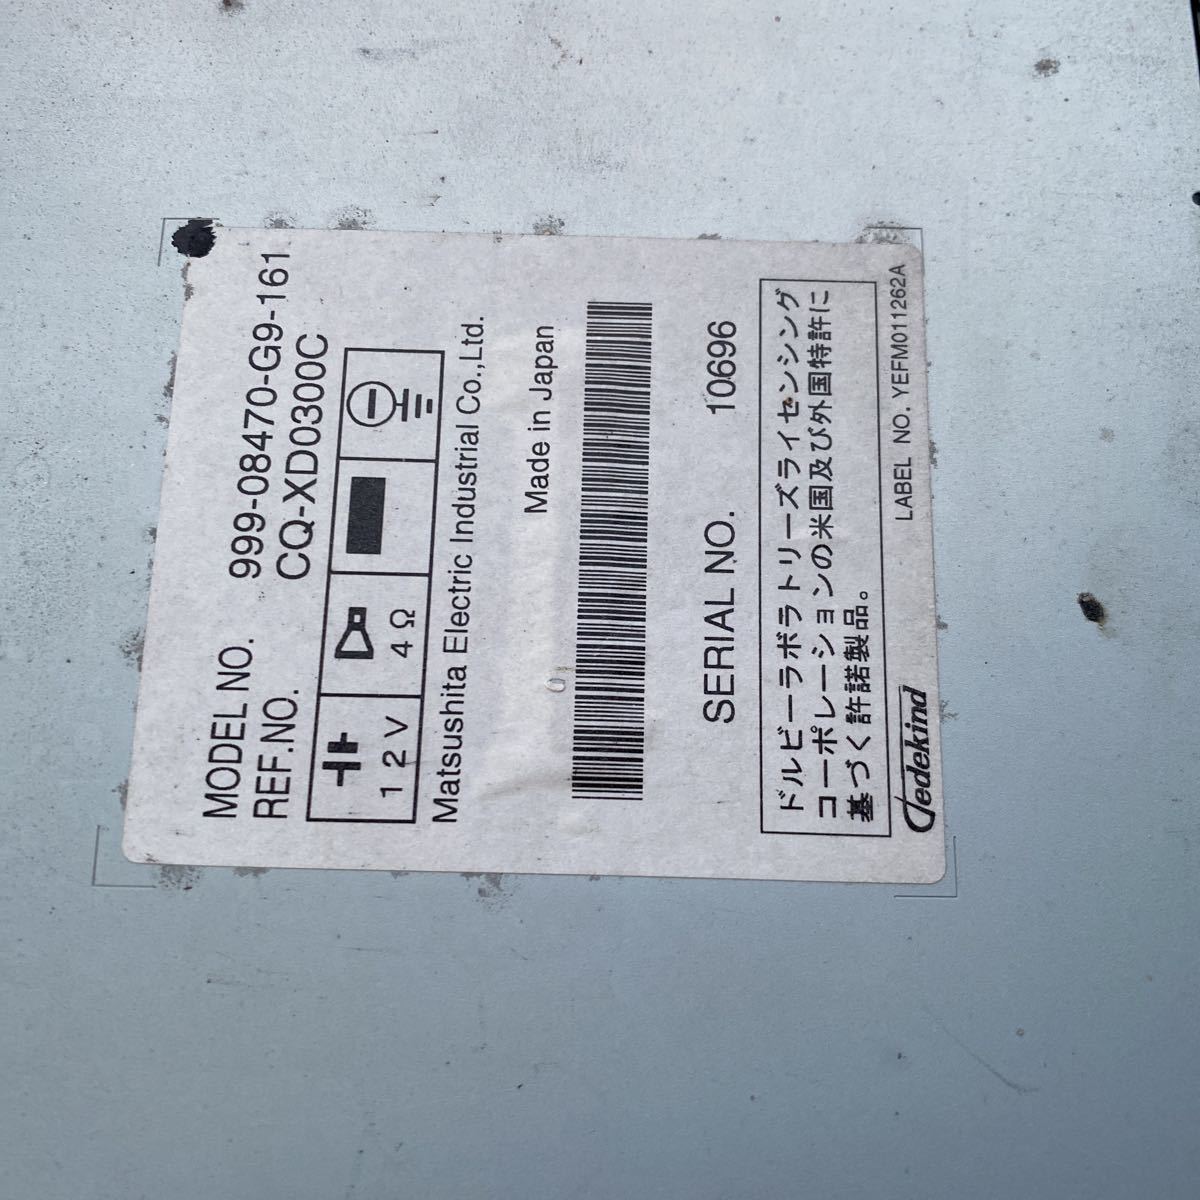 MODEL NO. 999-08470-G9-161
REF.NO. CQ-XD0300C
12V 4Ω
Matsushita Electric Industrial Co.,Ltd.
Made in Japan
SERIAL NO. 10696
ドルビーラボラトリーズライセンシング
コーポレーションの米国及び外国特許に
基づく許諾製品。
Dedekind LABEL NO. YEFM011262A